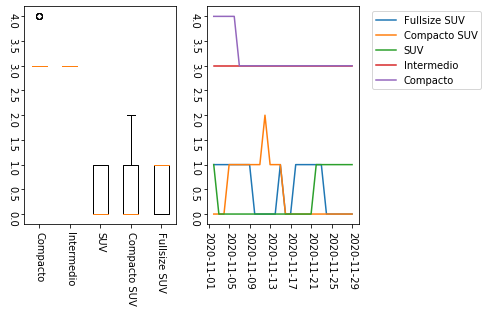 4.0
3.5
3.0
2.5
2.0
1.5
1.0
0.5
0.0
Compacto
Intermedio
SUV
Compacto SUV
Fullsize SUV
4.0
3.5
3.0
2.5
2.0
1.5
1.0
0.5
0.0
2020-11-01
2020-11-05
2020-11-09
2020-11-13
2020-11-17
2020-11-21
2020-11-25
2020-11-29
Fullsize SUV
Compacto SUV
SUV
Intermedio
Compacto